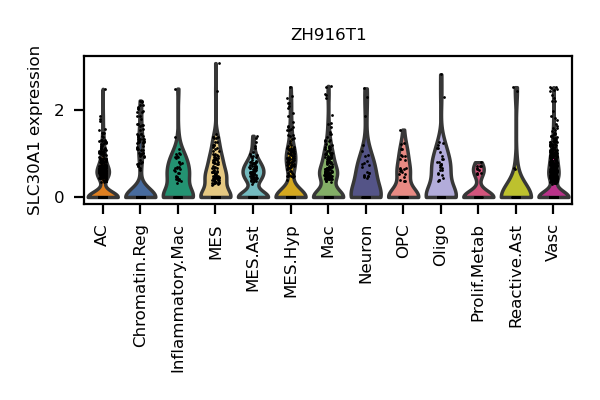 ZH916T1
SLC30A1 expression
2
0
AC
Chromatin.Reg
Inflammatory.Mac
MES
MES.Ast
MES.Hyp
Mac
Neuron
OPC
Oligo
Prolif.Metab
Reactive.Ast
Vasc